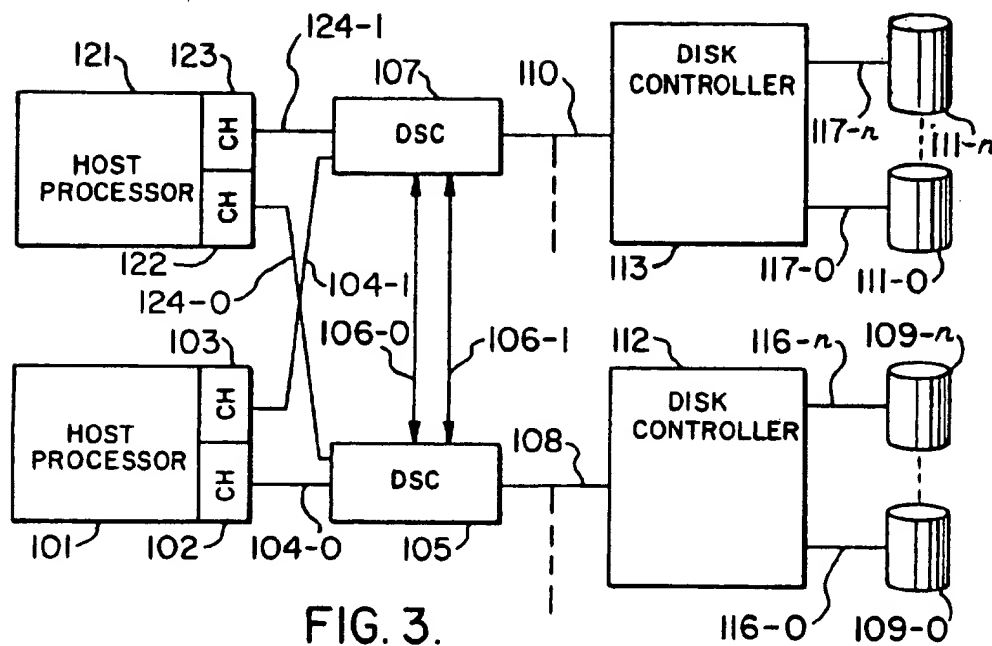 124-1
121
123
107
110
DISK
CONTROLLER
HOST
PROCESSOR
CH
CH
DSC
117-n
111-n
122
124-0
104-1
113
117-0
111-0
103
106-0
106-1
112
116-n
109-n
HOST
PROCESSOR
CH
CH
DSC
108
DISK
CONTROLLER
101
102
104-0
105
116-0
109-0
FIG. 3.